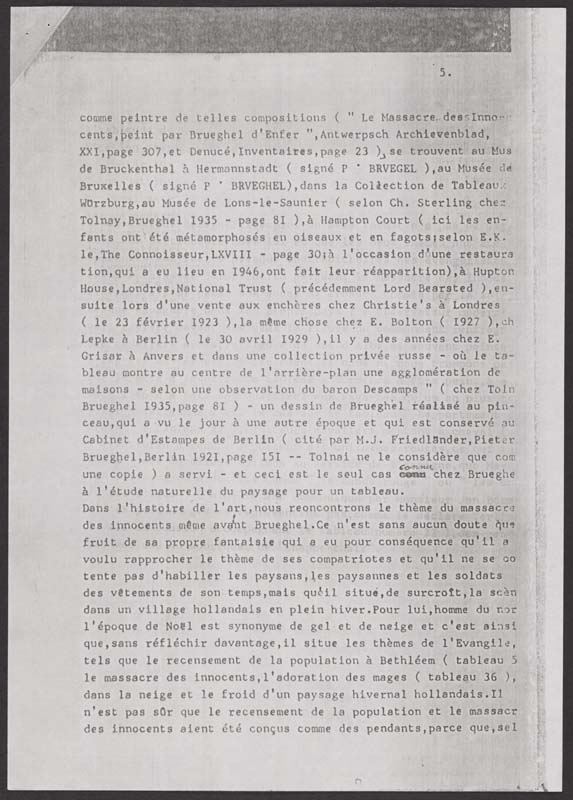 5.
comme peintre de telles compositions ( " Le Massacre des Inno-
cents,peint par Brueghel d'Enfer ",Antwerpsch Archievenblad,
XXI,page 307,et Denucé,Inventaires,page 23 ), se trouvent au Mus
de Bruckenthal à Hermannstadt ( signé P ' BRVEGEL ),au Musée de
Bruxelles ( signé P ' BRVEGHEL),dans la Collection de Tableaux
Würzburg,au Musée de Lons-le-Saunier ( selon Ch. Sterling chez
Tolnay,Brueghel 1935 - page 8I ),à Hampton Court ( ici les en-
fants ont été métamorphosés en oiseaux et en fagots;selon E.K.
le,The Connoisseur,LXVIII - page 30;à l'occasion d'une restaura
tion,qui a eu lieu en 1946,ont fait leur réapparition),à Hupton
House,Londres,National Trust ( précédemment Lord Bearsted ),en-
suite lors d'une vente aux enchères chez Christie's à Londres
( le 23 février 1923 ),la même chose chez E. Bolton ( I927 ),ch
Lepke à Berlin ( le 30 avril 1929 ),il y a des années chez E.
Grisar à Anvers et dans une collection privée russe - où le ta-
bleau montre au centre de l'arrière-plan une agglomération de
maisons - selon une observation du baron Descamps " ( chez Toln
Brueghel I935,page 8I ) - un dessin de Brueghel réalisé au pin-
ceau,qui a vu le jour à une autre époque et qui est conservé au
Cabinet d'Estampes de Berlin ( cité par M.J. Friedländer,Pieter
Brueghel,Berlin 1921,page I5I -- Tolnai ne le considère que com
une copie ) a servi - et ceci est le seul cas connu chez Brueghe
à l'étude naturelle du paysage pour un tableau.
Dans l'histoire de l'art,nous reoncontrons le thème du massacre
des innocents même avant Brueghel.Ce n'est sans aucun doute que
fruit de sa propre fantaisie qui a eu pour conséquence qu'il a
voulu rapprocher le thème de ses compatriotes et qu'il ne se co
tente pas d'habiller les paysans,les paysannes et les soldats
des vêtements de son temps,mais qu'il situe,de surcroît,la scèn
dans un village hollandais en plein hiver.Pour lui,homme du nor
l'époque de Noël est synonyme de gel et de neige et c'est ainsi
que,sans réfléchir davantage,il situe les thèmes de l'Evangile,
tels que le recensement de la population à Bethléem ( tableau 5
le massacre des innocents,l'adoration des mages ( tableau 36 ),
dans la neige et le froid d'un paysage hivernal hollandais.Il
n'est pas sûr que le recensement de la population et le massacr
des innocents aient été conçus comme des pendants,parce que,sel